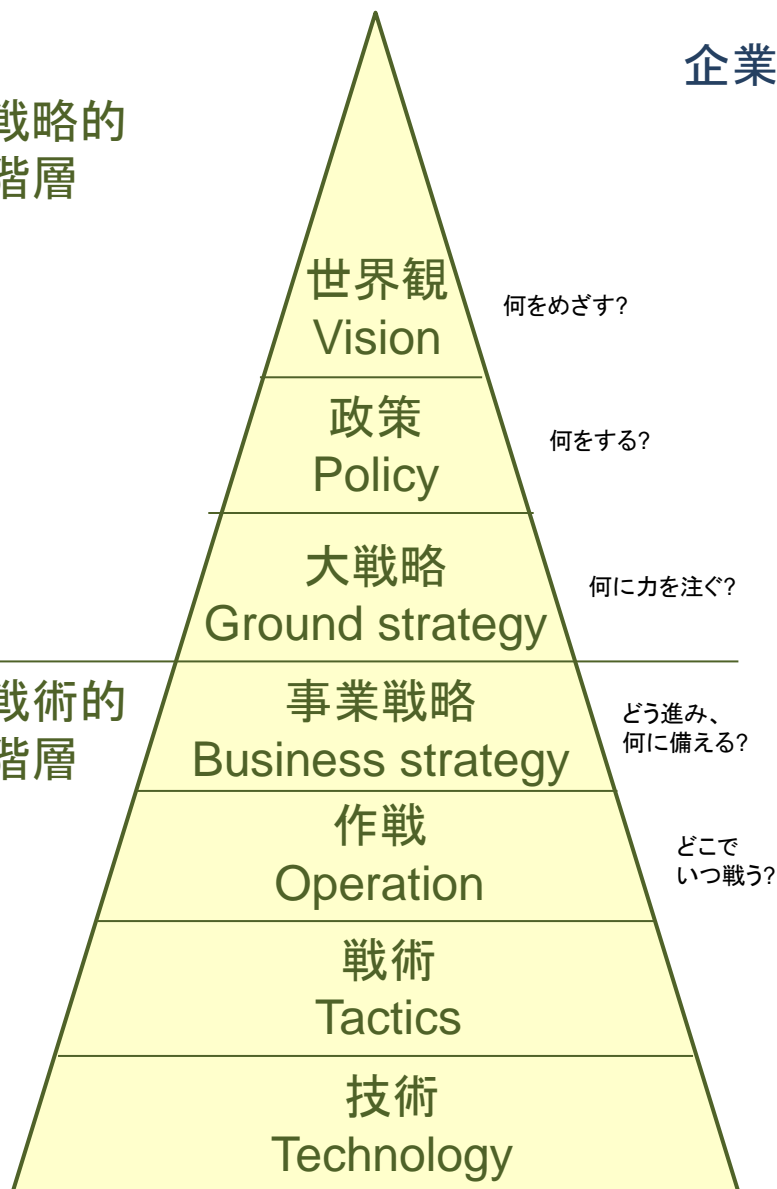 企業
戦略的
階層
世界観
Vision
何をめざす?
政策
Policy
何をする?
大戦略
Ground strategy
何に力を注ぐ?
戦術的
階層
事業戦略
Business strategy
どう進み、
何に備える?
作戦
Operation
どこで
いつ戦う?
戦術
Tactics
技術
Technology